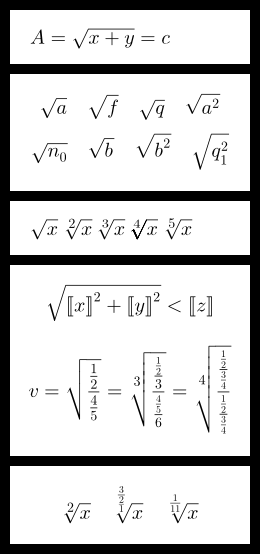 A = √(x + y) = c
√a √f √q √a²
√n₀ √b √b² √q₁²
√x ²√x ³√x ⁴√x ⁵√x
√(⟦x⟧² + ⟦y⟧²) < ⟦z⟧
v = √((1/2)/(4/5)) = ³√(((1/2)/3)/((4/5)/6)) = ⁴√(((1/2)/(3/4))/((1/2)/(3/4)))
²√x ^((3/2)/1)√x ^(1/11)√x